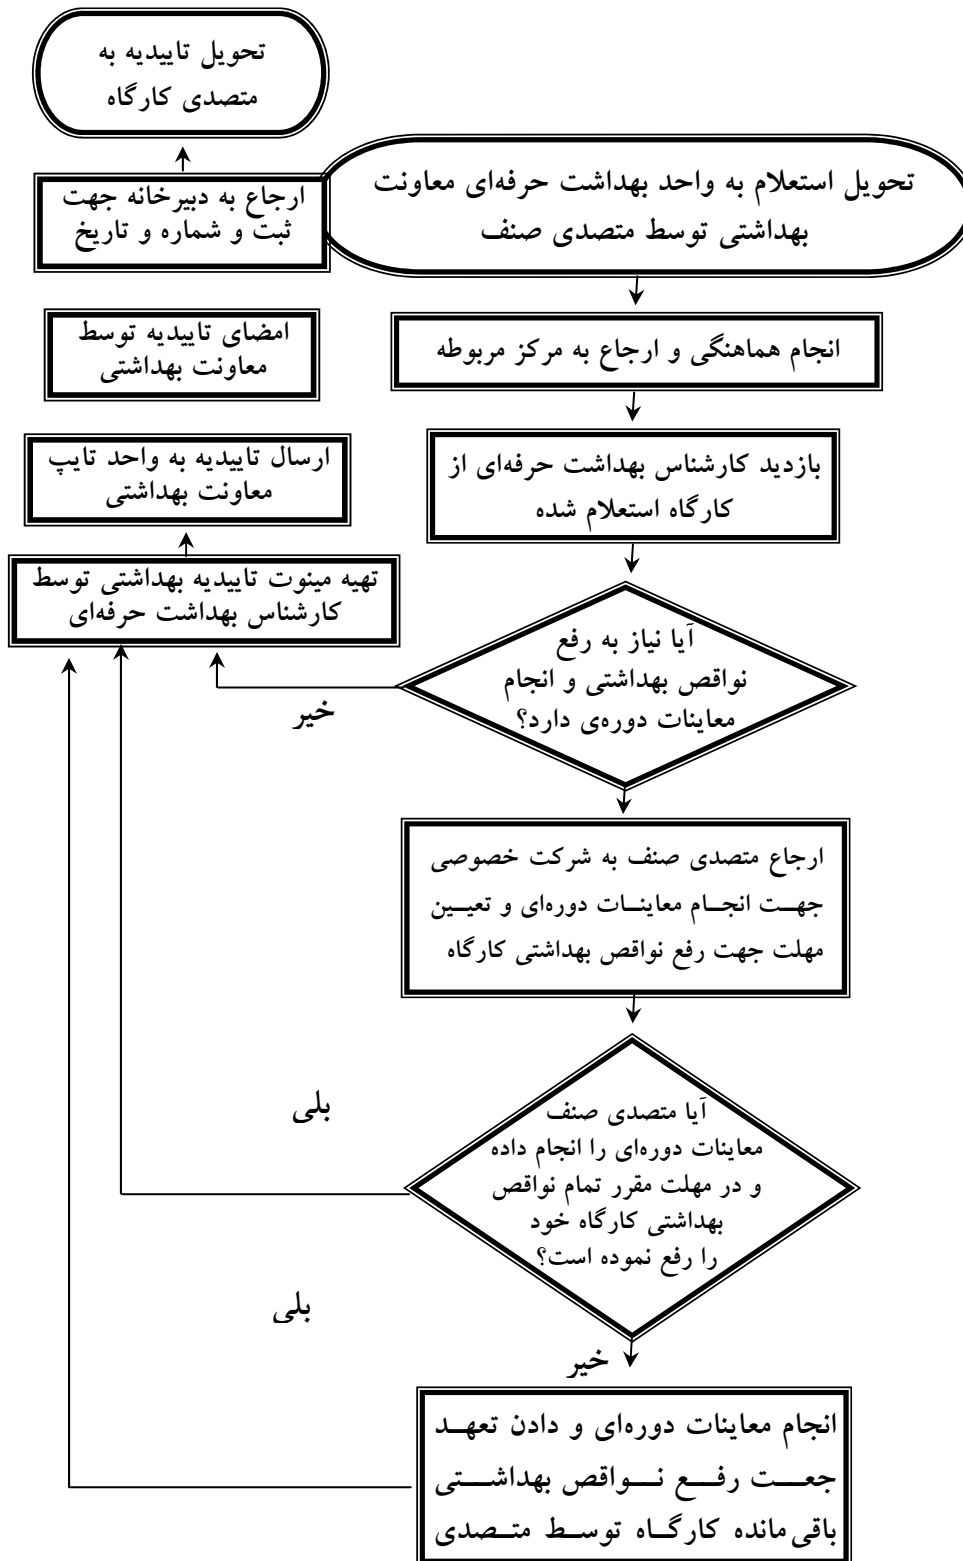 تحویل تاییدیه به
متصدی کارگاه
ارجاع به دبیرخانه جهت
ثبت و شماره و تاریخ
تحویل استعلام به واحد بهداشت حرفه‌ای معاونت
بهداشتی توسط متصدی صنف
امضای تاییدیه توسط
معاونت بهداشتی
انجام هماهنگی و ارجاع به مرکز مربوطه
ارسال تاییدیه به واحد تایپ
معاونت بهداشتی
بازدید کارشناس بهداشت حرفه‌ای از
کارگاه استعلام شده
تهیه مینوت تاییدیه بهداشتی توسط
کارشناس بهداشت حرفه‌ای
آیا نیاز به رفع
نواقص بهداشتی و انجام
معاینات دوره‌ی دارد؟
خیر
ارجاع متصدی صنف به شرکت خصوصی
جهت انجام معاینات دوره‌ای و تعیین
مهلت جهت رفع نواقص بهداشتی کارگاه
آیا متصدی صنف
معاینات دوره‌ای را انجام داده
و در مهلت مقرر تمام نواقص
بهداشتی کارگاه خود
را رفع نموده است؟
بلی
بلی
خیر
انجام معاینات دوره‌ای و دادن تعهد
جعت رفع نواقص بهداشتی
باقی مانده کارگاه توسط متصدی